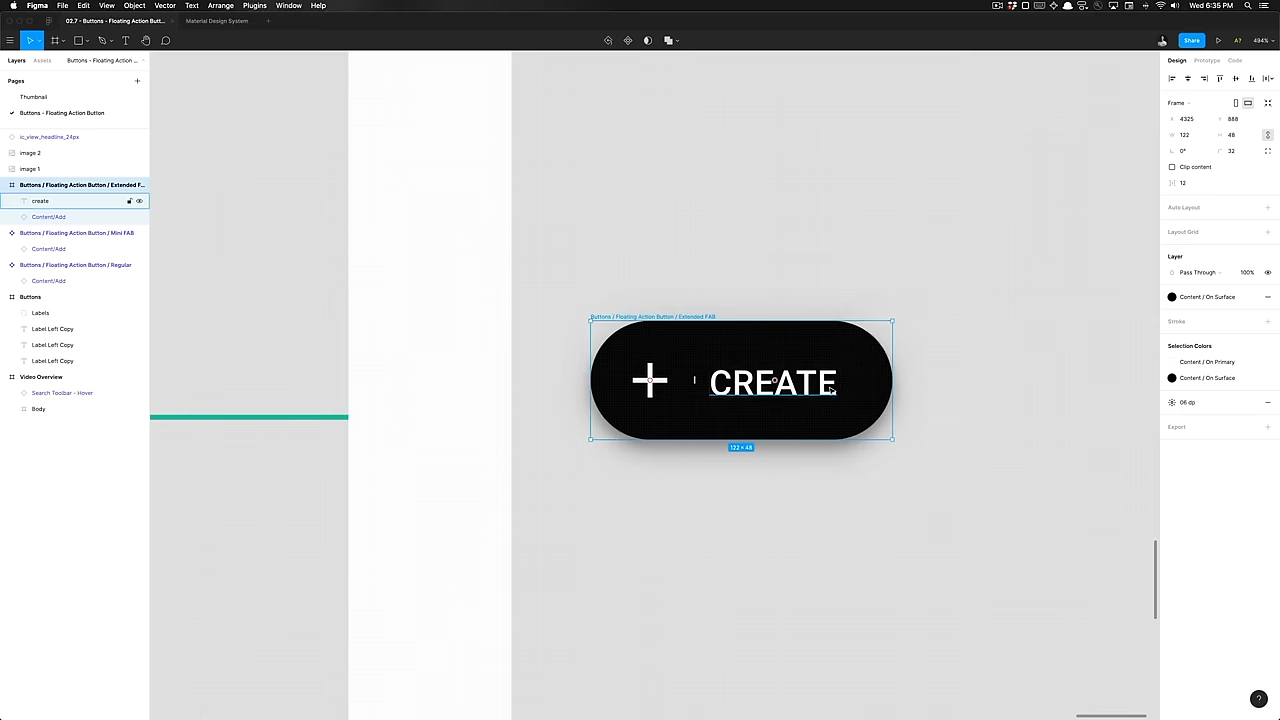 Figma File Edit View Object Vector Text Arrange Plugins Window Help Wed 6:35 PM
02.7 - Buttons - Floating Action Butt... Material Design System
Share A? 494%
Layers Assets Buttons - Floating Action ... Design Prototype Code
Pages
Thumbnail
Buttons - Floating Action Button
Frame
X 4325 Y 888
W 122 H 48
0° 32
Clip content
12
ic_view_headline_24px
image 2
image 1
Buttons / Floating Action Button / Extended F...
create
Content/Add
Buttons / Floating Action Button / Mini FAB
Content/Add
Buttons / Floating Action Button / Regular
Content/Add
Buttons
Labels
Label Left Copy
Label Left Copy
Label Left Copy
Video Overview
Search Toolbar - Hover
Body
Buttons / Floating Action Button / Extended FAB
CREATE
122 × 48
Auto Layout
Layout Grid
Layer
Pass Through 100%
Content / On Surface
Stroke
Selection Colors
Content / On Primary
Content / On Surface
06 dp
Export
?